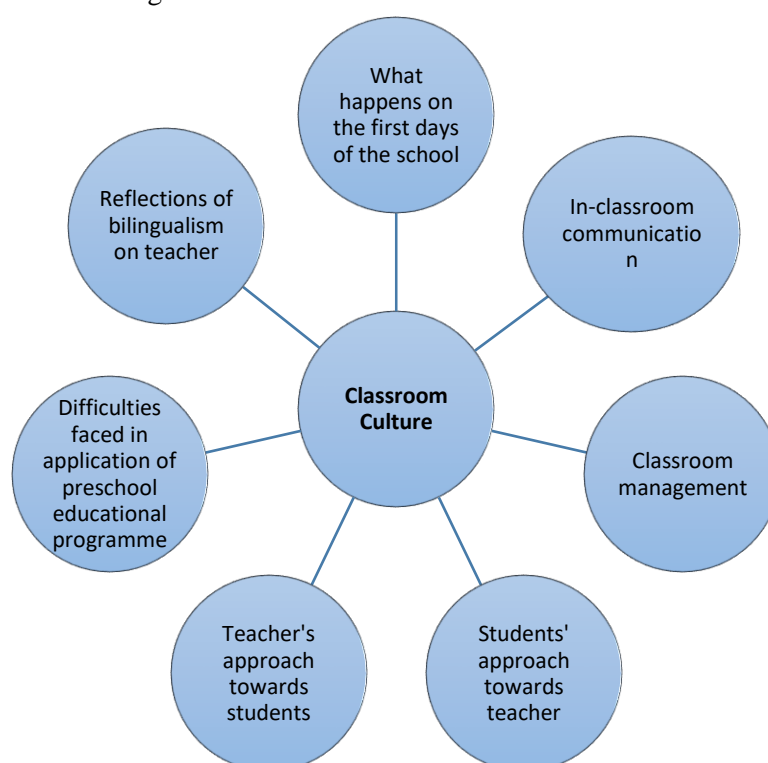 What
happens on
the first days
of the school
In-classroom
communicatio
n
Classroom
management
Students'
approach
towards
teacher
Teacher's
approach
towards
students
Difficulties
faced in
application of
preschool
educational
programme
Reflections of
bilingualism
on teacher
Classroom
Culture